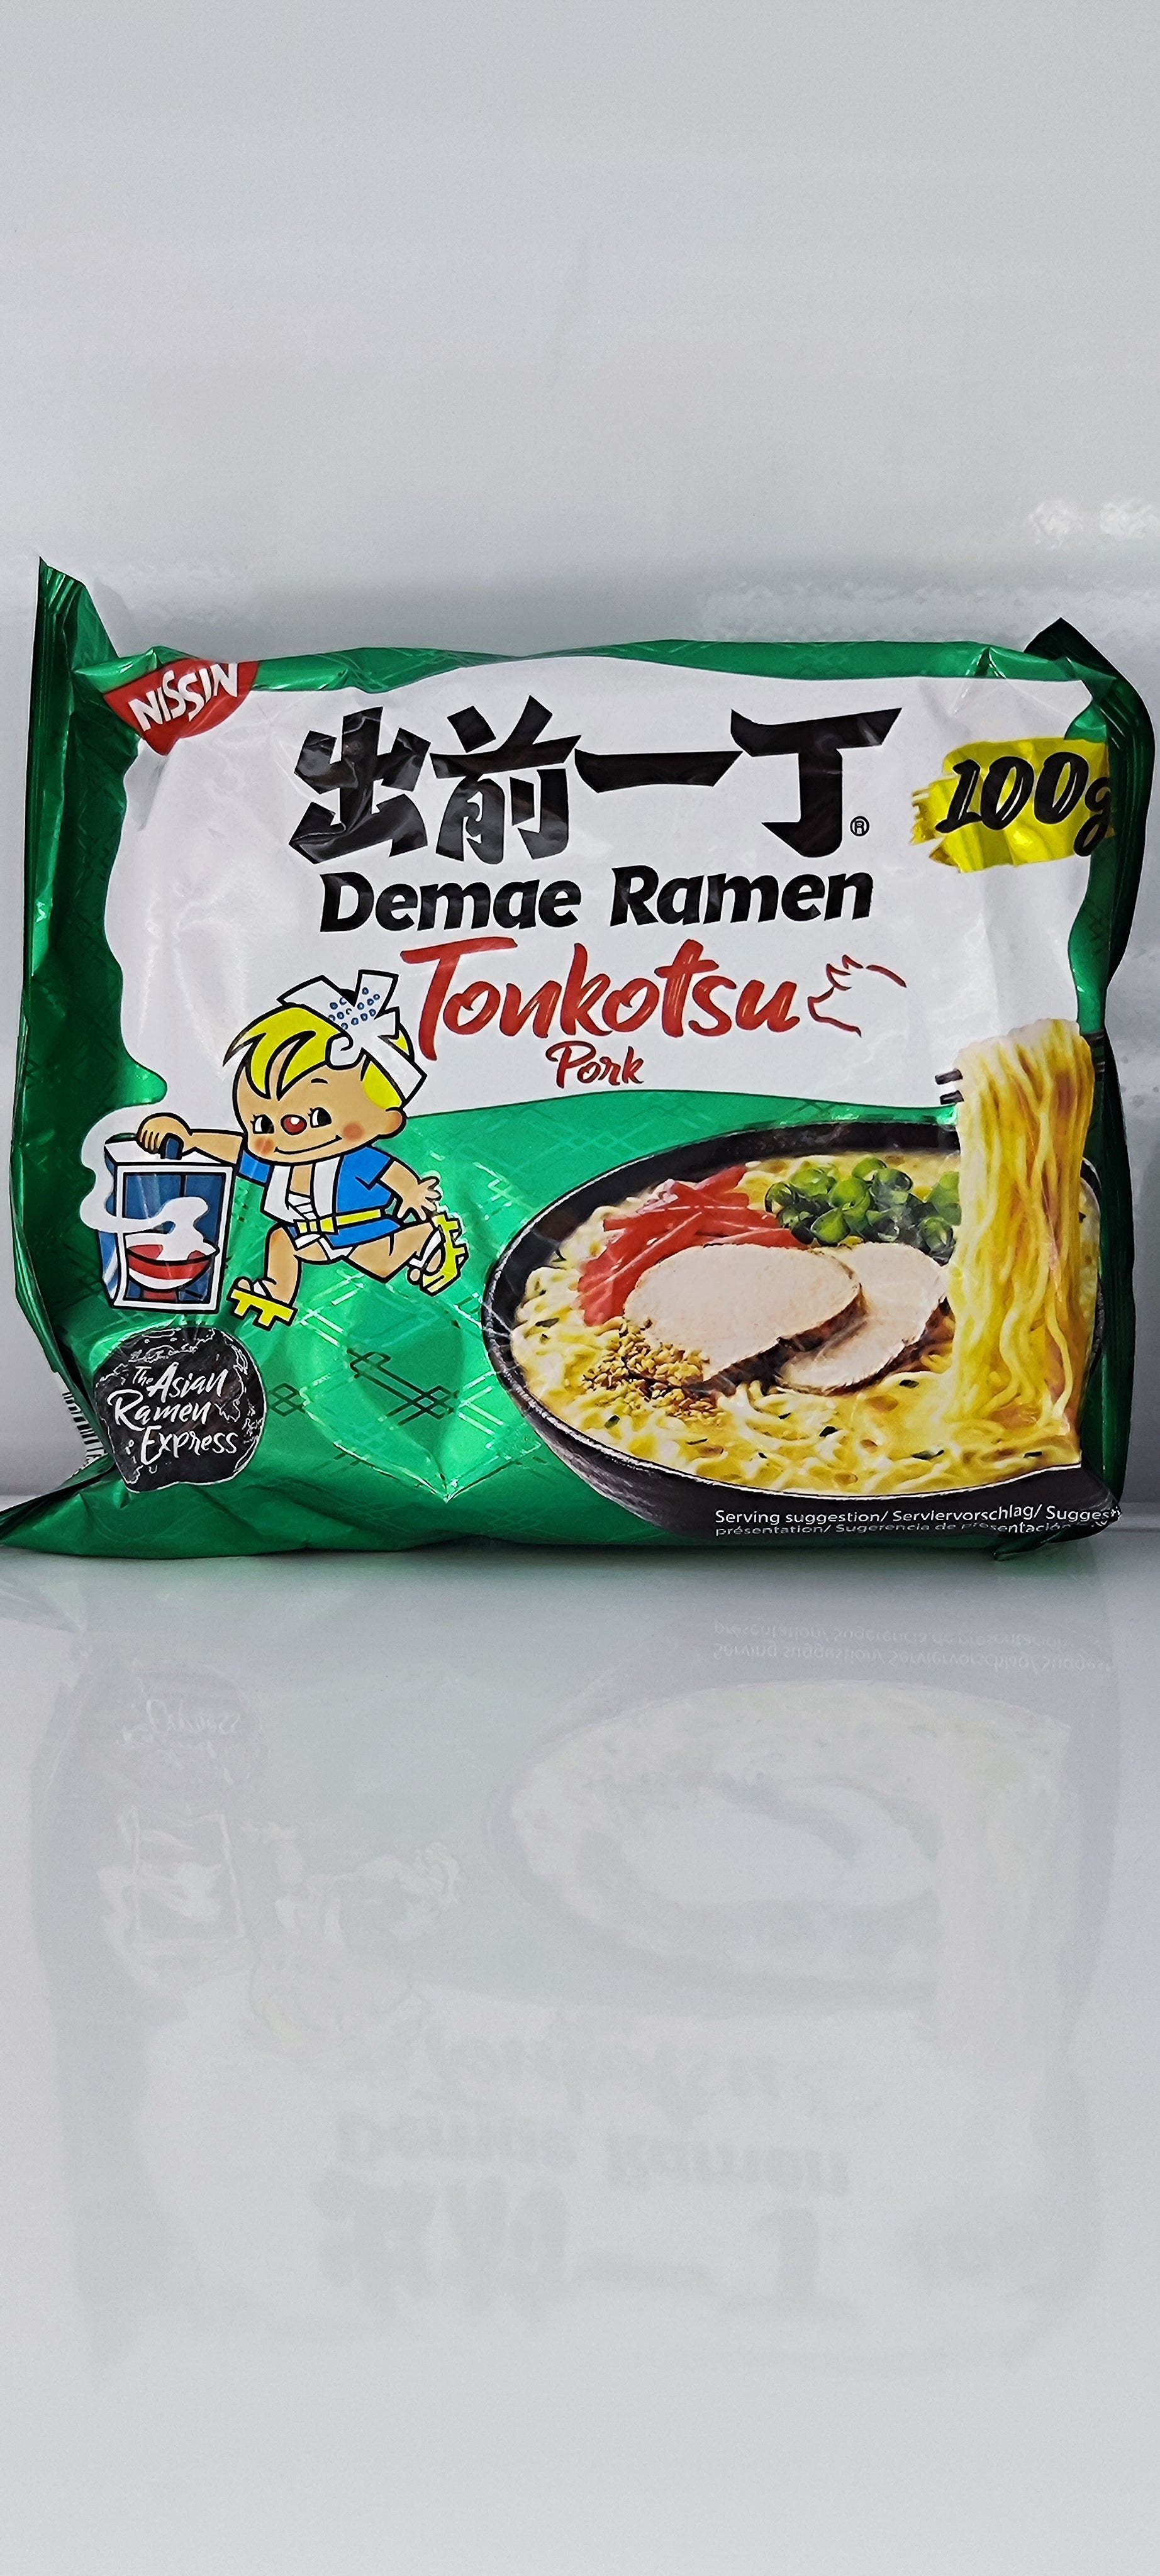 NISSIN
出前一丁®
100g
Demae Ramen
Tonkotsu
Pork
The Asian
Ramen
Express
Serving suggestion/ Serviervorschlag/
présentation/ Sugerencia de presentación